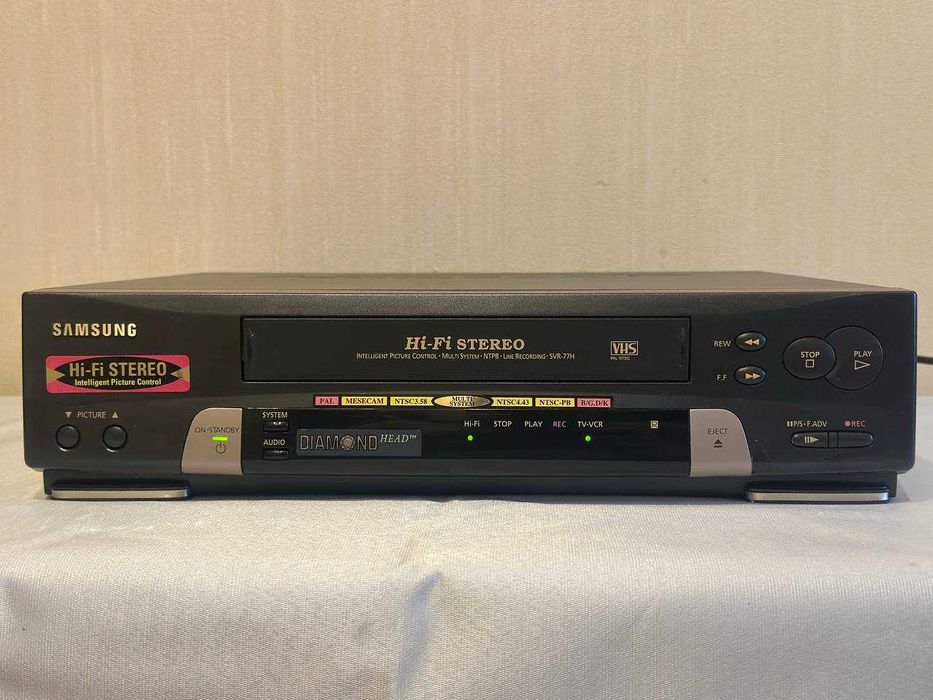 SAMSUNG
Hi-Fi STEREO
Intelligent Picture Control
▼ PICTURE ▲
ON-STANDBY
Hi-Fi STEREO
INTELLIGENT PICTURE CONTROL · MULTI SYSTEM · NTPB · LINE RECORDING · SVR-77H
VHS
PAL NTSC
PAL MESECAM NTSC3.58 MULTI SYSTEM NTSC4.43 NTSC-PB B/G,D/K
SYSTEM
AUDIO
DIAMOND HEAD™
Hi-Fi STOP PLAY REC TV-VCR
REW
F.F
STOP
PLAY
EJECT
P/S·F.ADV
REC